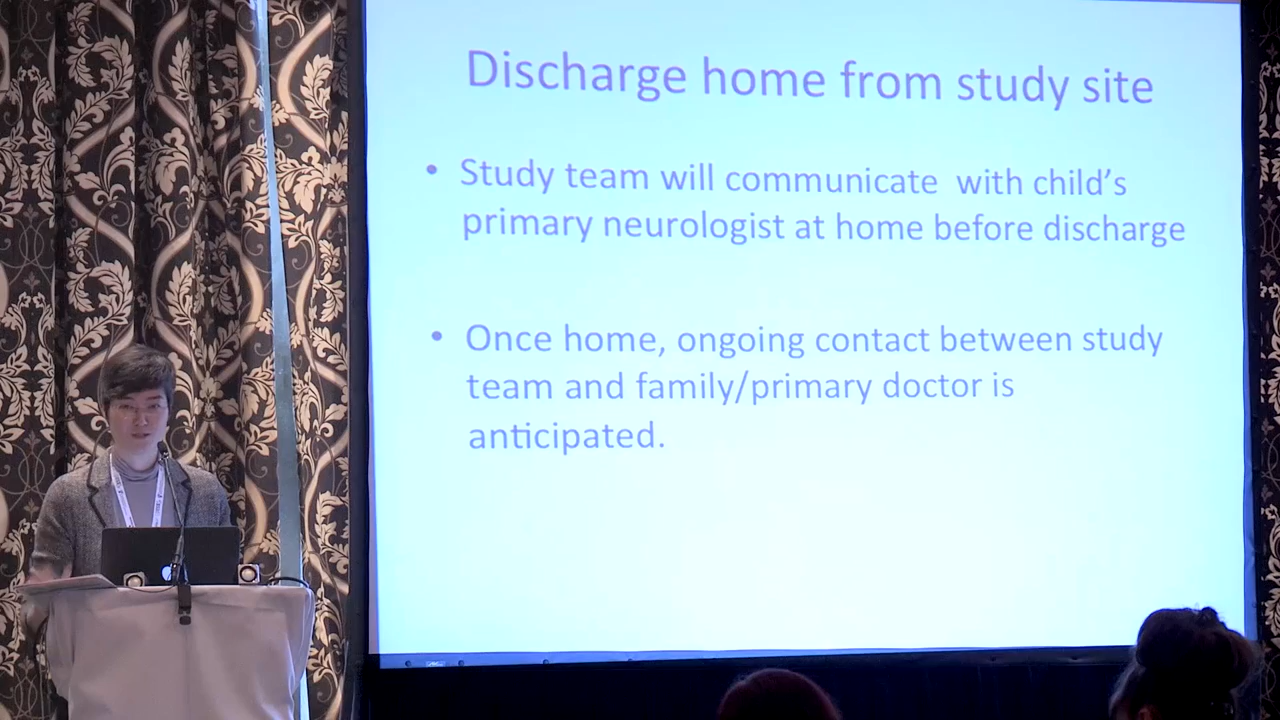 Discharge home from study site
• Study team will communicate with child's
primary neurologist at home before discharge
• Once home, ongoing contact between study
team and family/primary doctor is
anticipated.